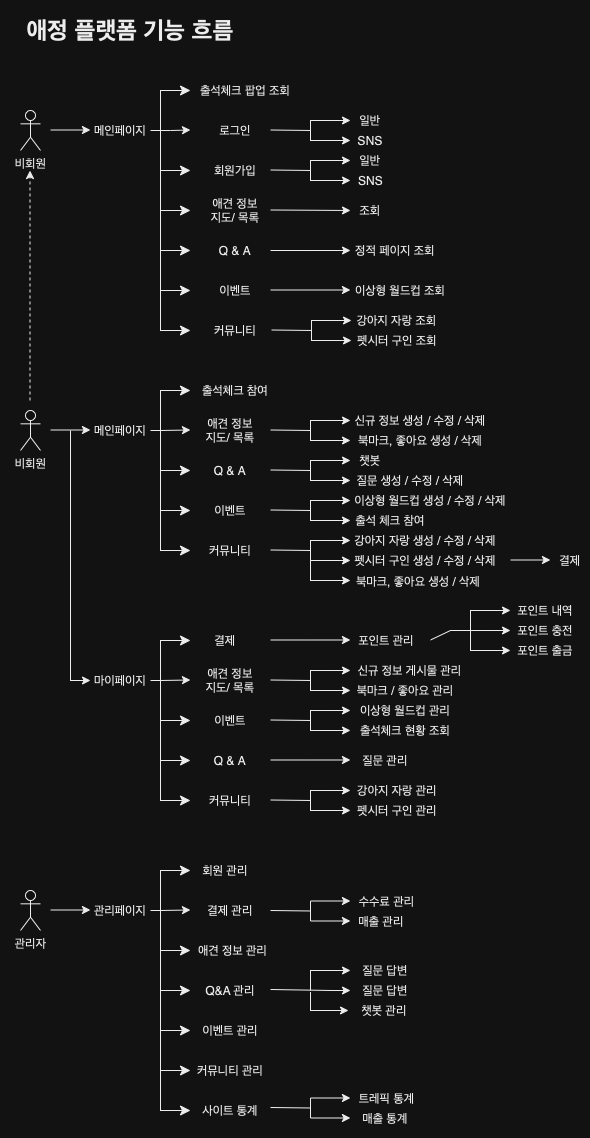 애정 플랫폼 기능 흐름
출석체크 팝업 조회
비회원
메인페이지
로그인
일반
SNS
회원가입
일반
SNS
애견 정보
지도/ 목록
조회
Q & A
정적 페이지 조회
이벤트
이상형 월드컵 조회
커뮤니티
강아지 자랑 조회
펫시터 구인 조회
비회원
메인페이지
출석체크 참여
애견 정보
지도/ 목록
신규 정보 생성 / 수정 / 삭제
북마크, 좋아요 생성 / 삭제
Q & A
챗봇
질문 생성 / 수정 / 삭제
이벤트
이상형 월드컵 생성 / 수정 / 삭제
출석 체크 참여
커뮤니티
강아지 자랑 생성 / 수정 / 삭제
펫시터 구인 생성 / 수정 / 삭제
결제
북마크, 좋아요 생성 / 삭제
마이페이지
결제
포인트 관리
포인트 내역
포인트 충전
포인트 출금
애견 정보
지도/ 목록
신규 정보 게시물 관리
북마크 / 좋아요 관리
이벤트
이상형 월드컵 관리
출석체크 현황 조회
Q & A
질문 관리
커뮤니티
강아지 자랑 관리
펫시터 구인 관리
관리자
관리페이지
회원 관리
결제 관리
수수료 관리
매출 관리
애견 정보 관리
Q&A 관리
질문 답변
질문 답변
챗봇 관리
이벤트 관리
커뮤니티 관리
사이트 통계
트레픽 통계
매출 통계